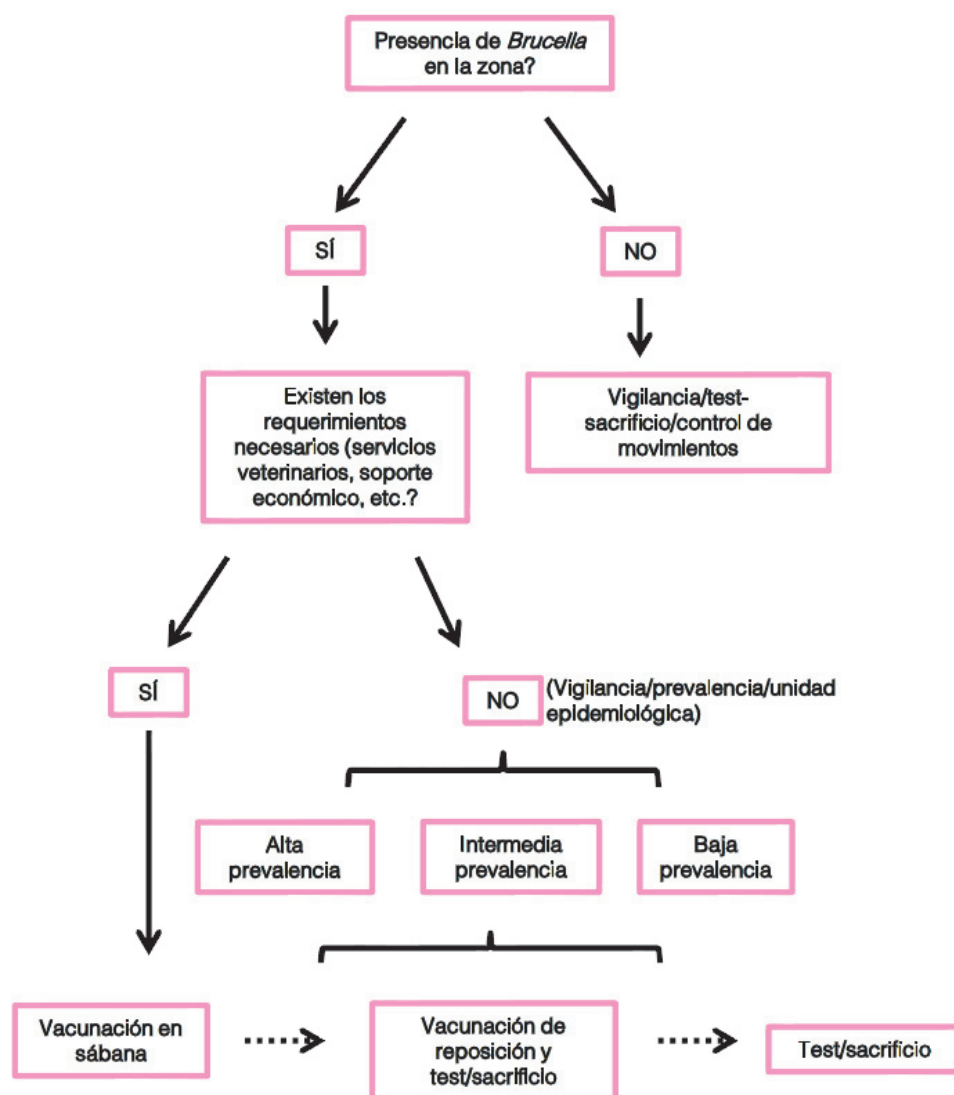 Presencia de Brucella
en la zona?
SÍ
NO
Existen los
requerimientos
necesarios (servicios
veterinarios, soporte
económico, etc.?
Vigilancia/test-
sacrificio/control de
movimientos
SÍ
NO
(Vigilancia/prevalencia/unidad
epidemiológica)
Alta
prevalencia
Intermedia
prevalencia
Baja
prevalencia
Vacunación en
sábana
Vacunación de
reposición y
test/sacrificio
Test/sacrificio